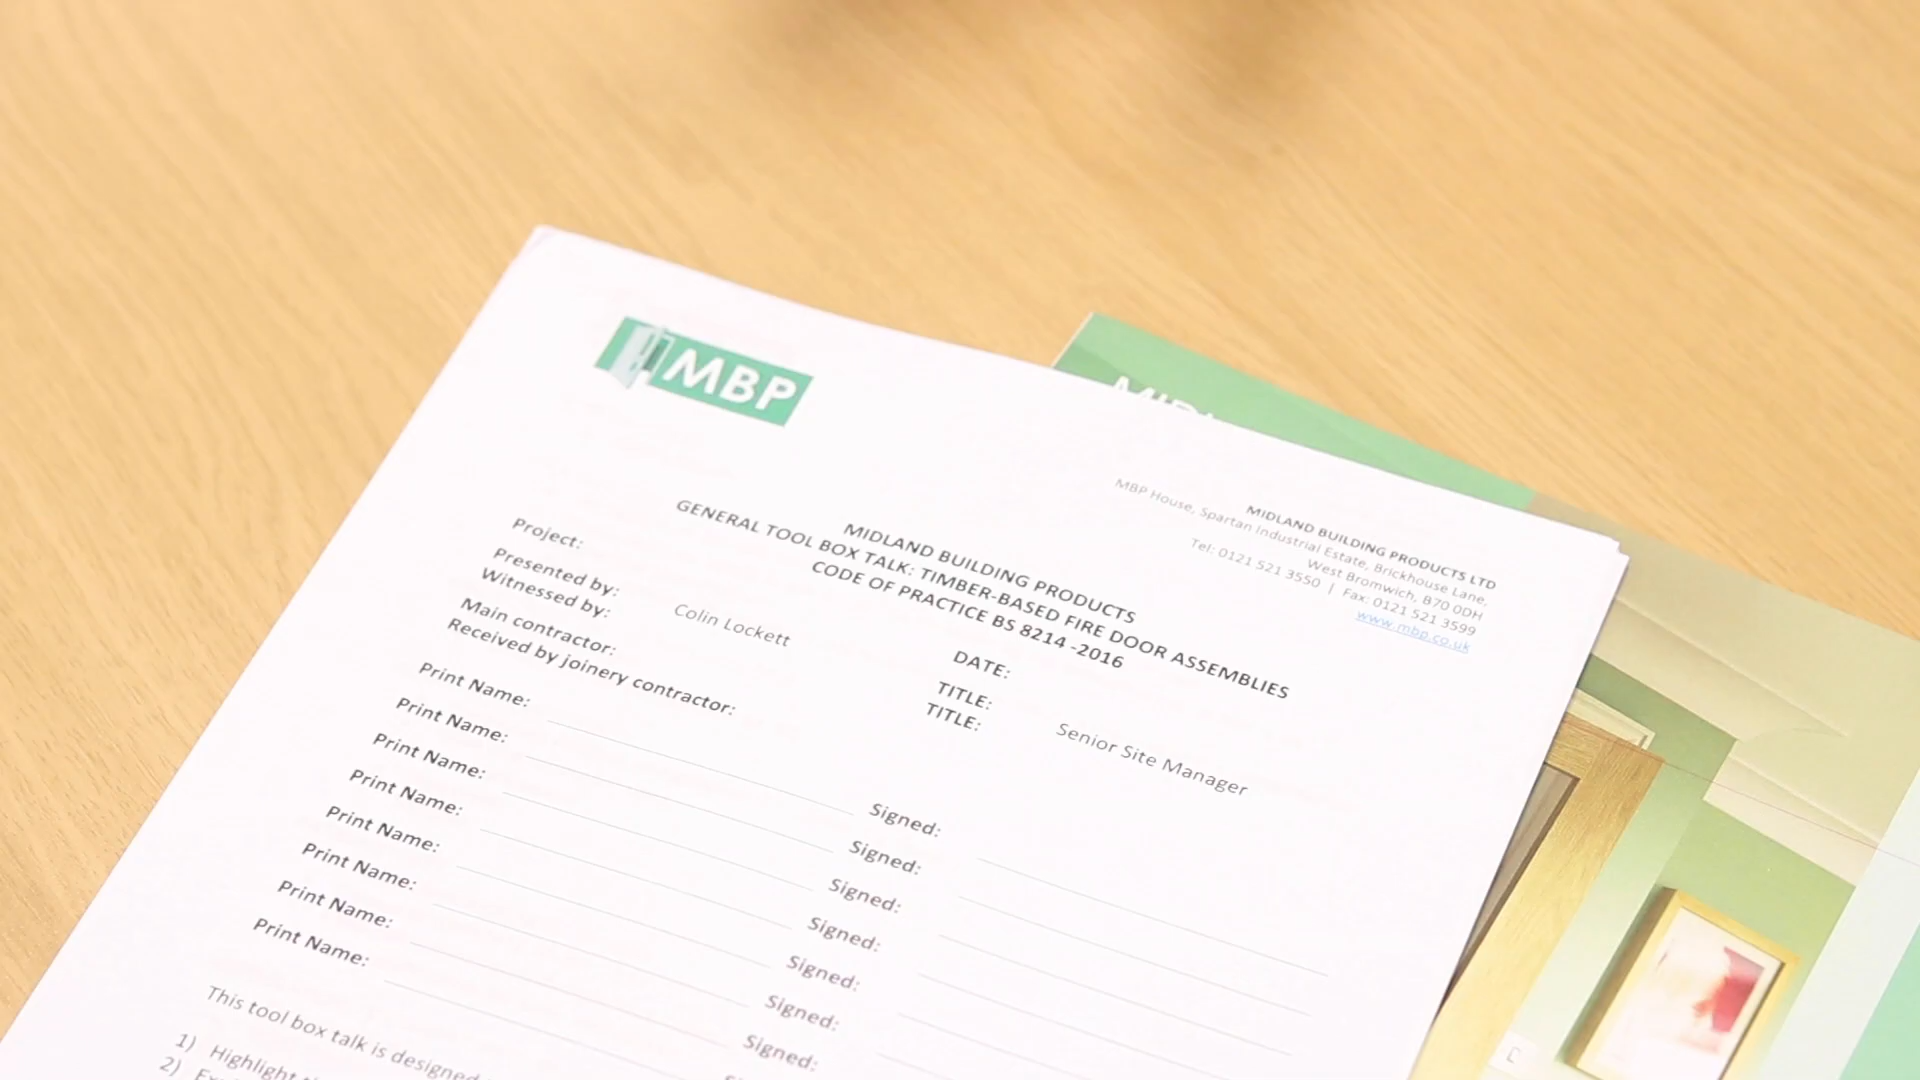 MBP
MIDLAND BUILDING PRODUCTS LTD
MBP House, Spartan Industrial Estate, Brickhouse Lane,
West Bromwich, B70 0DH
Tel: 0121 521 3550 | Fax: 0121 521 3599
www.mbp.co.uk
MIDLAND BUILDING PRODUCTS
GENERAL TOOL BOX TALK: TIMBER-BASED FIRE DOOR ASSEMBLIES
CODE OF PRACTICE BS 8214 -2016
Project:
DATE:
Presented by: Colin Lockett TITLE: Senior Site Manager
Witnessed by: TITLE:
Main contractor:
Received by joinery contractor:
Print Name: Signed:
Print Name: Signed:
Print Name: Signed:
Print Name: Signed:
Print Name: Signed:
Print Name: Signed:
Print Name: Signed:
Print Name:
This tool box talk is designed
1) Highlight
2)